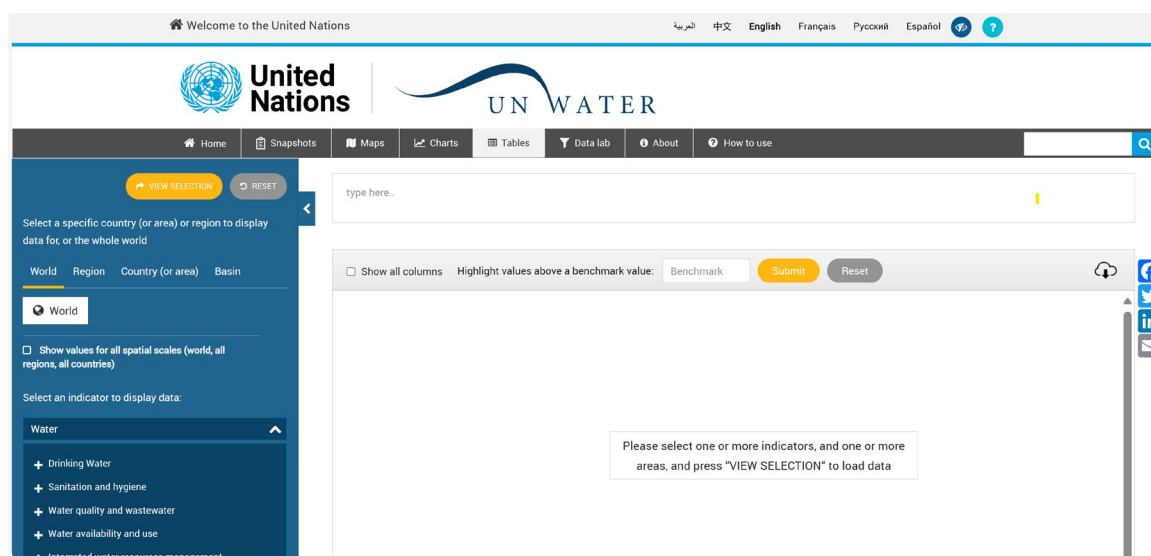 Welcome to the United Nations
العربية
中文
English
Français
Русский
Español
United
Nations
UN WATER
Home
Snapshots
Maps
Charts
Tables
Data lab
About
How to use
VIEW SELECTION
RESET
Select a specific country (or area) or region to display
data for, or the whole world
World
Region
Country (or area)
Basin
World
Show values for all spatial scales (world, all
regions, all countries)
Select an indicator to display data:
Water
Drinking Water
Sanitation and hygiene
Water quality and wastewater
Water availability and use
Integrated water resources management
type here..
Show all columns
Highlight values above a benchmark value:
Benchmark
Submit
Reset
Please select one or more indicators, and one or more
areas, and press “VIEW SELECTION” to load data